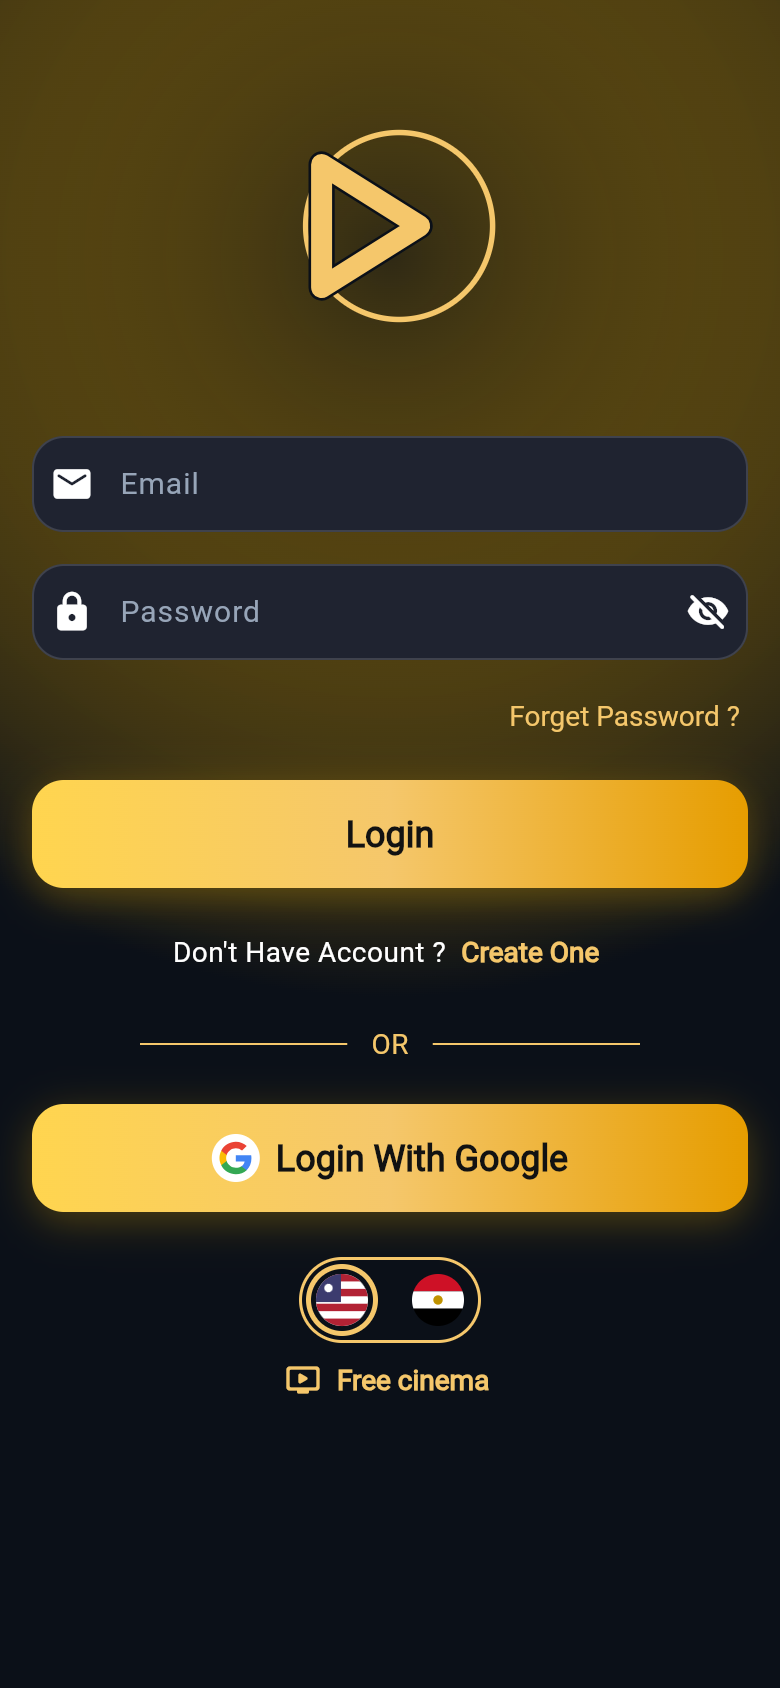 Email
Password
Forget Password ?
Login
Don't Have Account ? Create One
OR
Login With Google
Free cinema